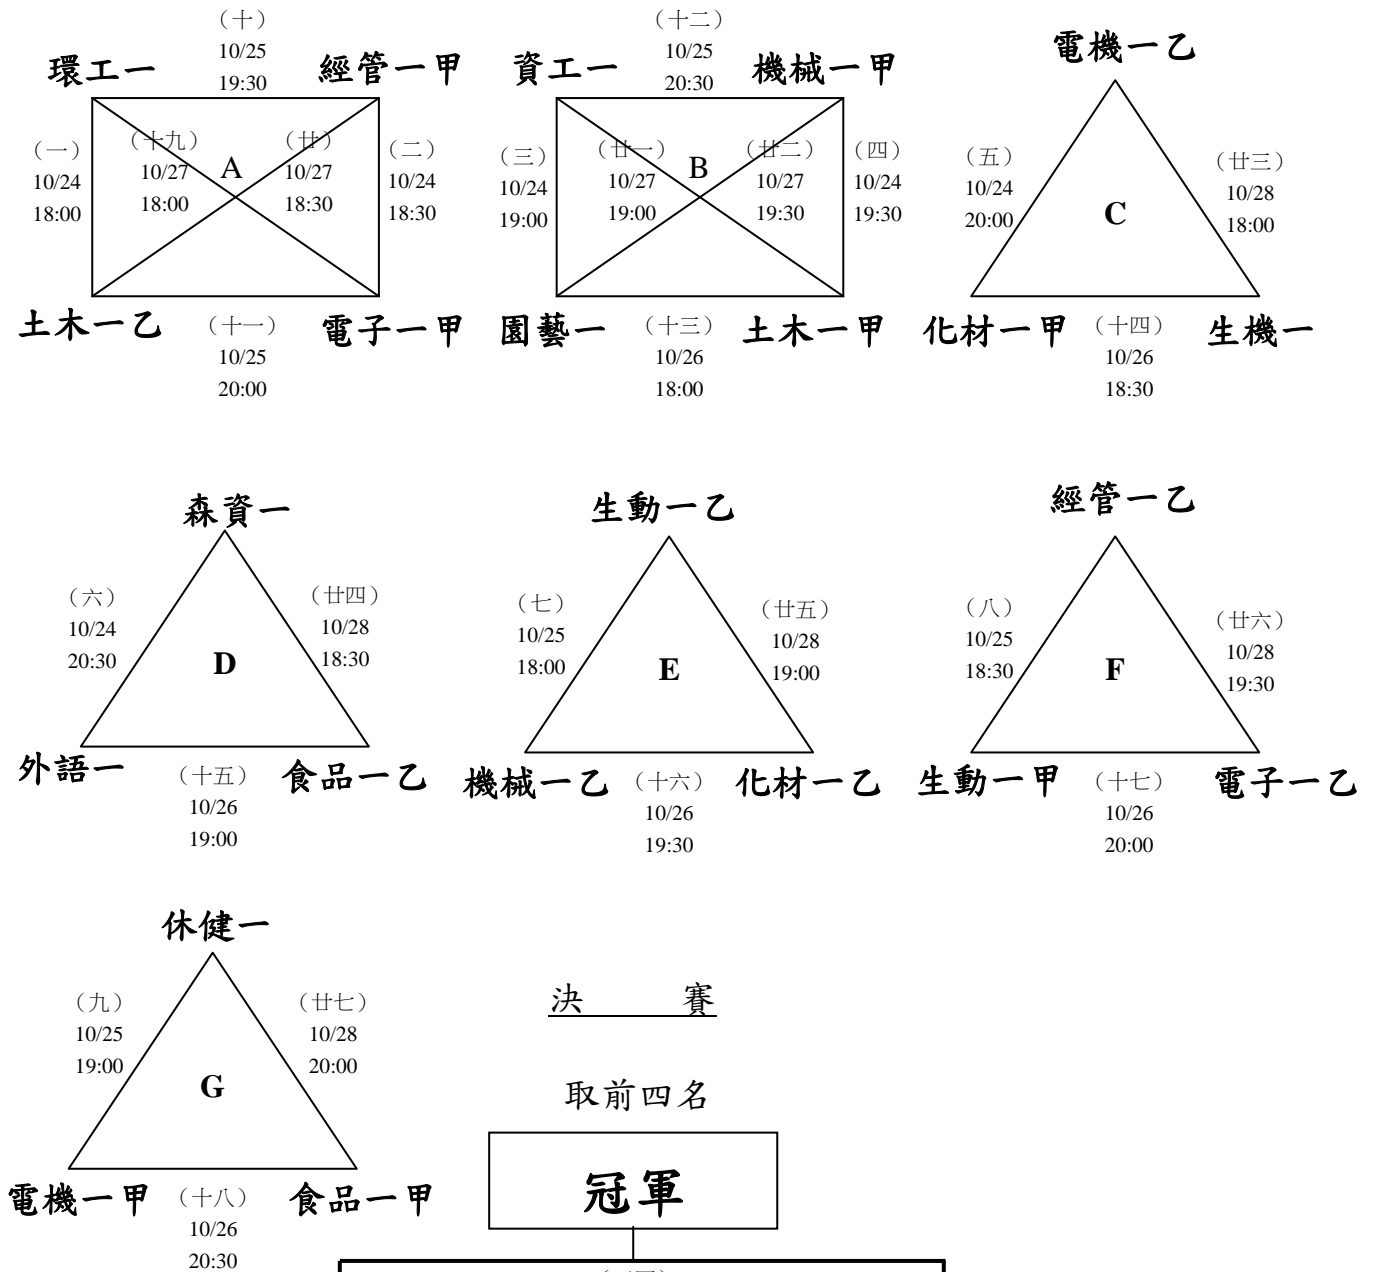 （十）
10/25
19:30
環工一
經管一甲
（一）
10/24
18:00
（十九）
10/27
18:00
A
（廿）
10/27
18:30
（二）
10/24
18:30
土木一乙
（十一）
10/25
20:00
電子一甲
（十二）
10/25
20:30
資工一
機械一甲
（三）
10/24
19:00
（廿一）
10/27
19:00
B
（廿二）
10/27
19:30
（四）
10/24
19:30
園藝一
（十三）
10/26
18:00
土木一甲
電機一乙
（五）
10/24
20:00
C
（廿三）
10/28
18:00
化材一甲
（十四）
10/26
18:30
生機一
森資一
（六）
10/24
20:30
D
（廿四）
10/28
18:30
外語一
（十五）
10/26
19:00
食品一乙
生動一乙
（七）
10/25
18:00
E
（廿五）
10/28
19:00
機械一乙
（十六）
10/26
19:30
化材一乙
經管一乙
（八）
10/25
18:30
F
（廿六）
10/28
19:30
生動一甲
（十七）
10/26
20:00
電子一乙
休健一
（九）
10/25
19:00
G
（廿七）
10/28
20:00
電機一甲
（十八）
10/26
20:30
食品一甲
決 賽
取前四名
冠軍